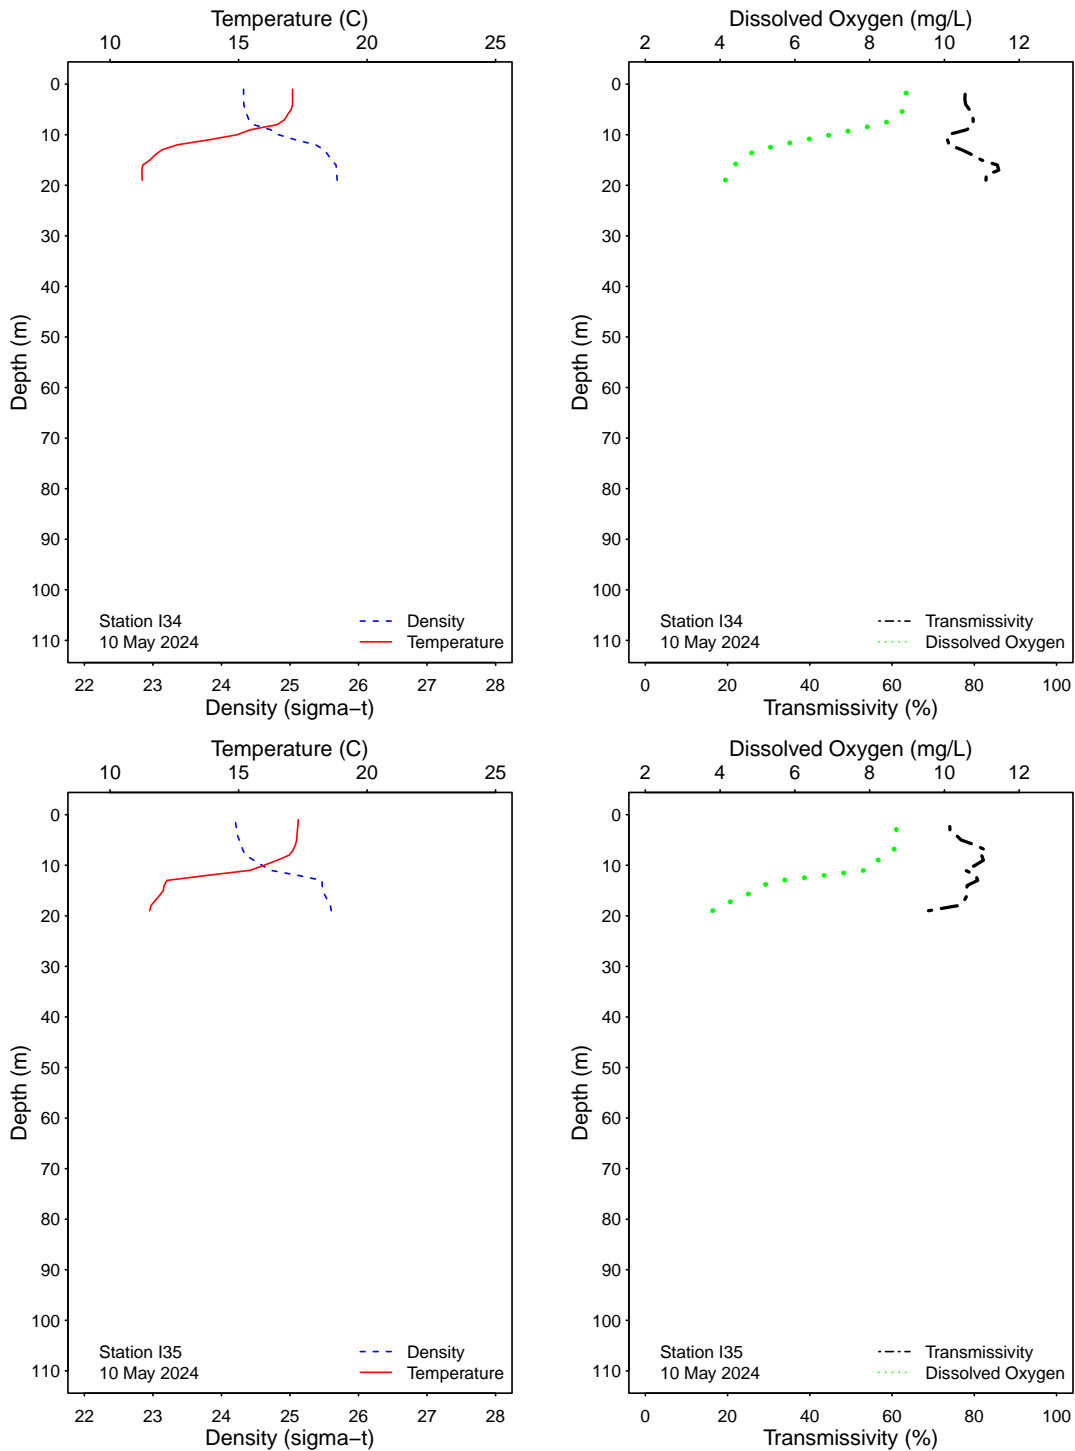 Temperature (C)
10 15 20 25
0
10
20
30
40
50
60
70
80
90
100
110
Depth (m)
Station I34
10 May 2024
Density
Temperature
22 23 24 25 26 27 28
Density (sigma−t)
Dissolved Oxygen (mg/L)
2 4 6 8 10 12
0
10
20
30
40
50
60
70
80
90
100
110
Depth (m)
Station I34
10 May 2024
Transmissivity
Dissolved Oxygen
0 20 40 60 80 100
Transmissivity (%)
Temperature (C)
10 15 20 25
0
10
20
30
40
50
60
70
80
90
100
110
Depth (m)
Station I35
10 May 2024
Density
Temperature
22 23 24 25 26 27 28
Density (sigma−t)
Dissolved Oxygen (mg/L)
2 4 6 8 10 12
0
10
20
30
40
50
60
70
80
90
100
110
Depth (m)
Station I35
10 May 2024
Transmissivity
Dissolved Oxygen
0 20 40 60 80 100
Transmissivity (%)